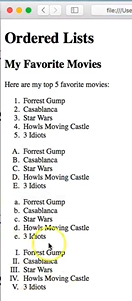 file:///Use
Ordered Lists
My Favorite Movies
Here are my top 5 favorite movies:
1. Forrest Gump
2. Casablanca
3. Star Wars
4. Howls Moving Castle
5. 3 Idiots
A. Forrest Gump
B. Casablanca
C. Star Wars
D. Howls Moving Castle
E. 3 Idiots
a. Forrest Gump
b. Casablanca
c. Star Wars
d. Howls Moving Castle
e. 3 Idiots
I. Forrest Gump
II. Casablanca
III. Star Wars
IV. Howls Moving Castle
V. 3 Idiots